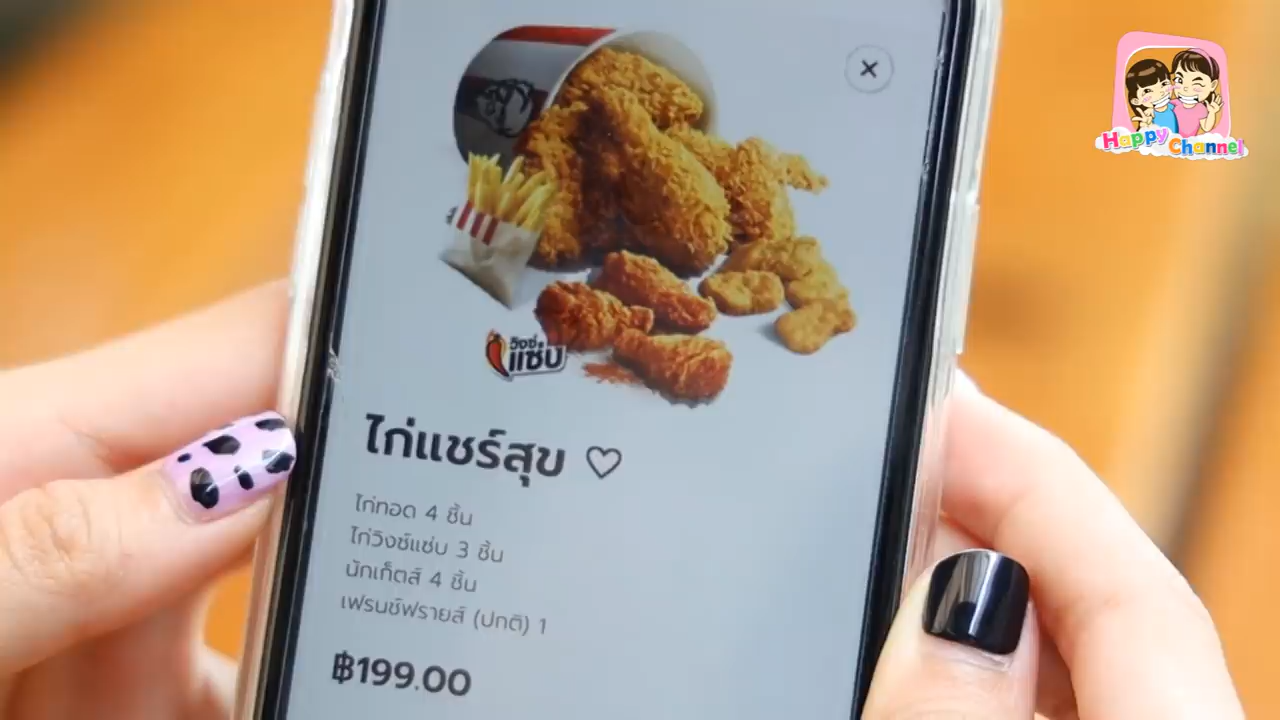 Happy Channel
วิงซ์
แซ่บ
ไก่แชร์สุข
ไก่ทอด 4 ชิ้น
ไก่วิงซ์แซ่บ 3 ชิ้น
นักเก็ตส์ 4 ชิ้น
เฟรนช์ฟรายส์ (ปกติ) 1
฿199.00